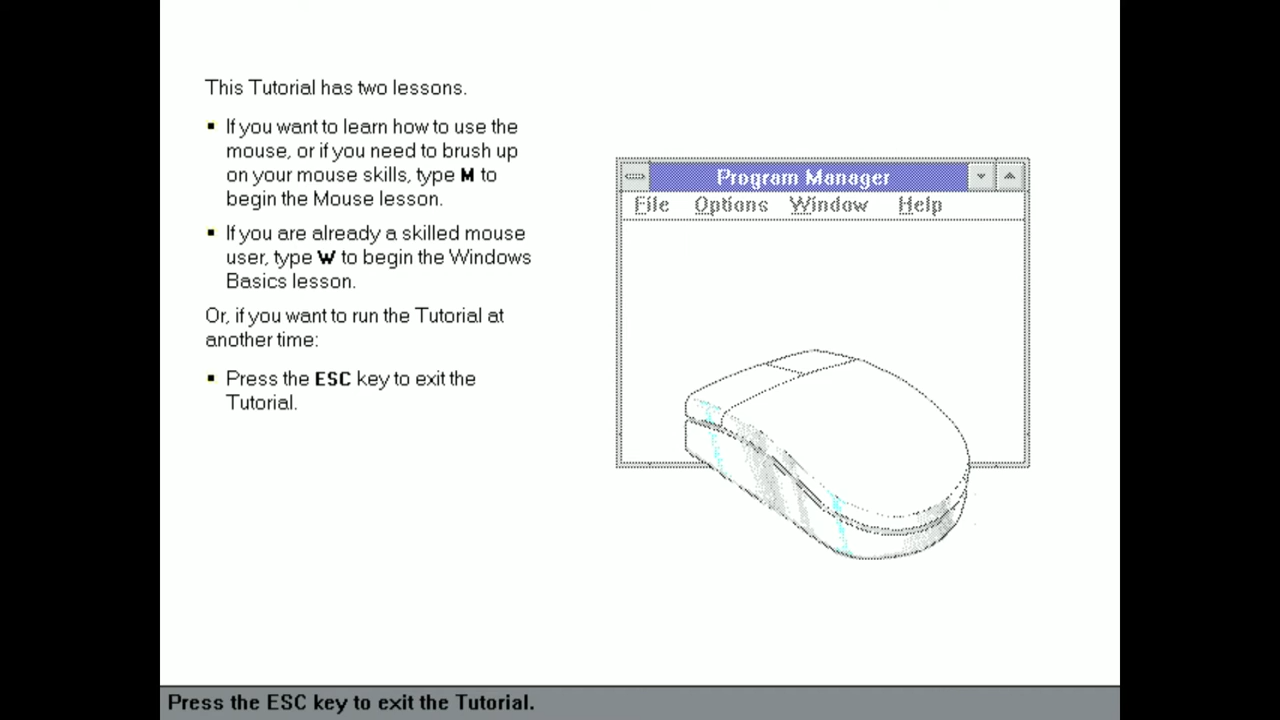 This Tutorial has two lessons.
▪ If you want to learn how to use the
mouse, or if you need to brush up
on your mouse skills, type M to
begin the Mouse lesson.
▪ If you are already a skilled mouse
user, type W to begin the Windows
Basics lesson.
Or, if you want to run the Tutorial at
another time:
▪ Press the ESC key to exit the
Tutorial.
Program Manager
File Options Window Help
Press the ESC key to exit the Tutorial.